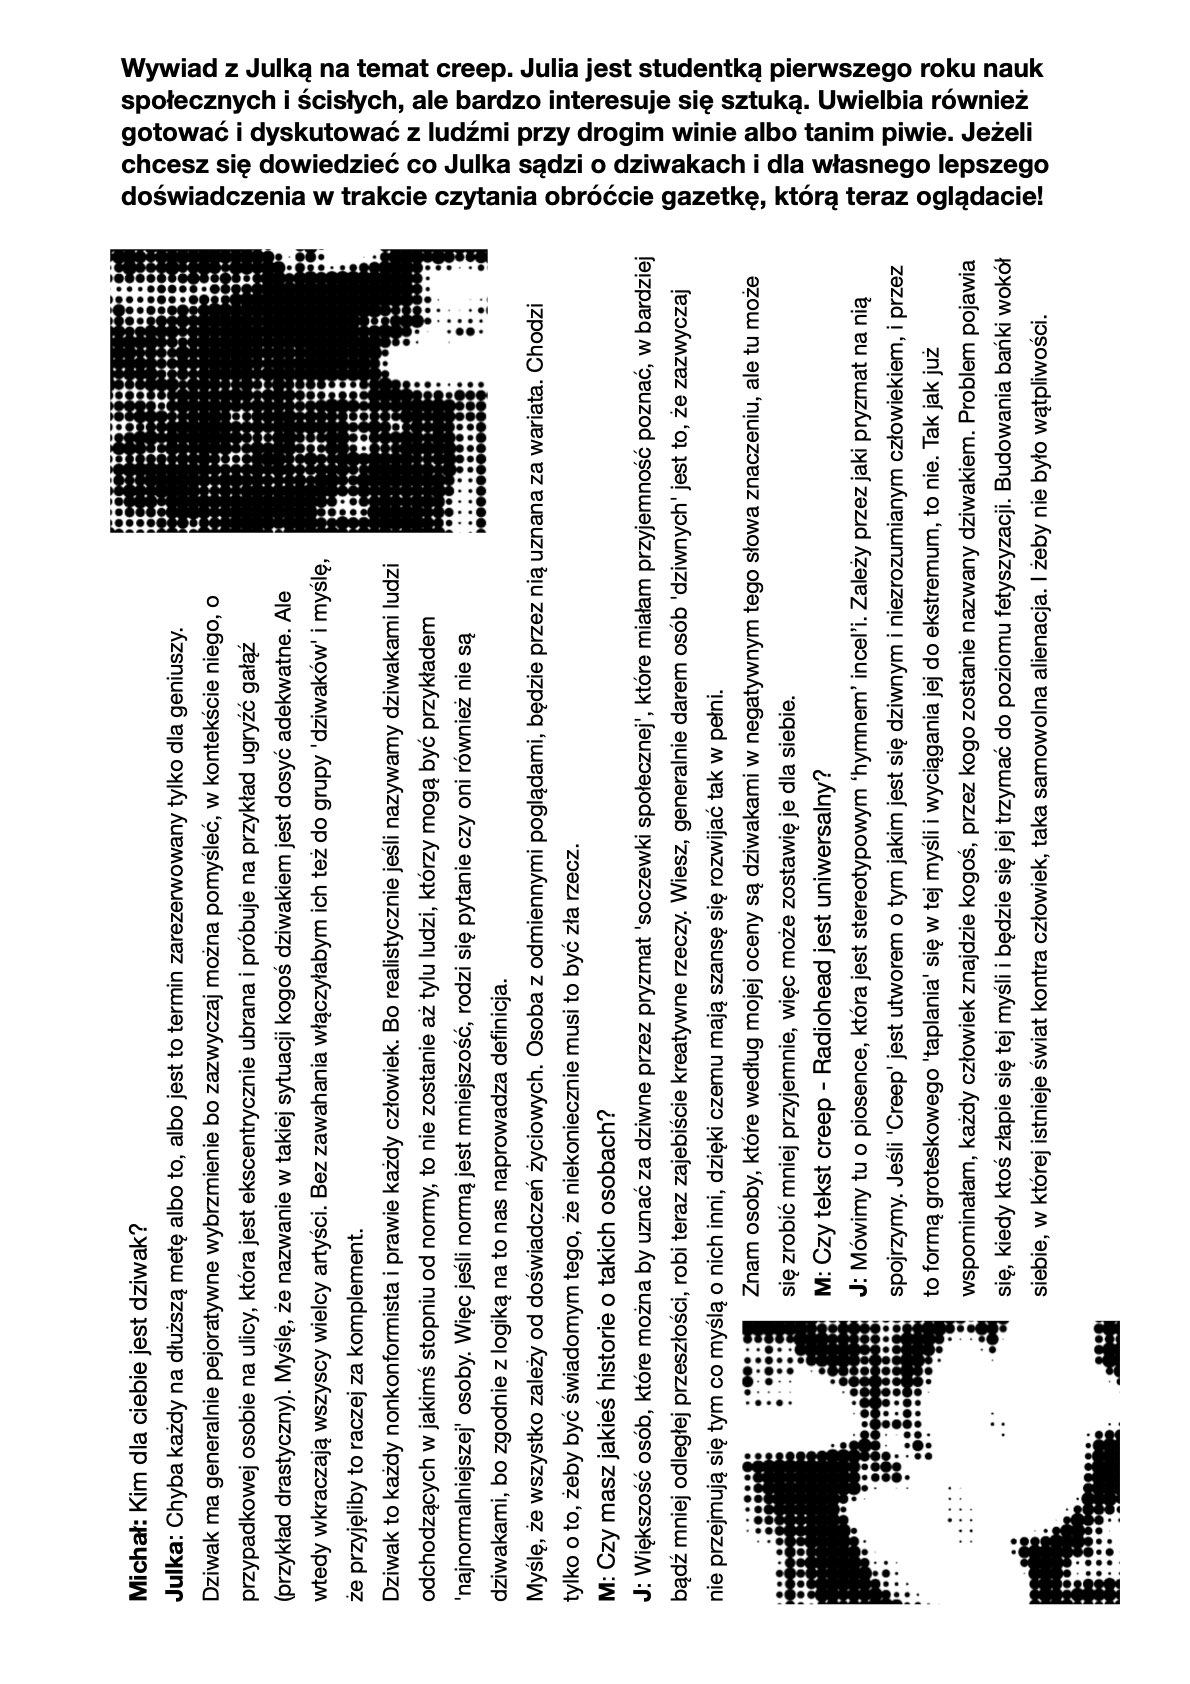 Wywiad z Julką na temat creep. Julia jest studentką pierwszego roku nauk
społecznych i ścisłych, ale bardzo interesuje się sztuką. Uwielbia również
gotować i dyskutować z ludźmi przy drogim winie albo tanim piwie. Jeżeli
chcesz się dowiedzieć co Julka sądzi o dziwakach i dla własnego lepszego
doświadczenia w trakcie czytania obróććie gazetkę, którą teraz oglądacie!
Michał: Kim dla ciebie jest dziwak?
Julka: Chyba każdy na dłuższą metę albo to, albo jest to termin zarezerwowany tylko dla geniuszy.
Dziwak ma generalnie pejoratywne wybrzmienie bo zazwyczaj można pomyśleć, w kontekście niego, o
przypadkowej osobie na ulicy, która jest ekscentrycznie ubrana i próbuje na przykład ugryźć gałąź
(przykład drastyczny). Myślę, że nazwanie w takiej sytuacji kogoś dziwakiem jest dosyć adekwatne. Ale
wtedy wkraczają wszyscy wielcy artyści. Bez zawahania włączyłabym ich też do grupy 'dziwaków' i myślę,
że przyjęliby to raczej za komplement.
Dziwak to każdy nonkonformista i prawie każdy człowiek. Bo realistycznie jeśli nazywamy dziwakami ludzi
odchodzących w jakimś stopniu od normy, to nie zostanie aż tylu ludzi, którzy mogą być przykładem
'najnormalniejszej' osoby. Więc jeśli normą jest mniejszość, rodzi się pytanie czy oni również nie są
dziwakami, bo zgodnie z logiką na to nas naprowadza definicja.
Myślę, że wszystko zależy od doświadczeń życiowych. Osoba z odmiennymi poglądami, będzie przez nią uznana za wariata. Chodzi
tylko o to, żeby być świadomym tego, że niekoniecznie musi to być zła rzecz.
M: Czy masz jakieś historie o takich osobach?
J: Większość osób, które można by uznać za dziwne przez pryzmat 'soczewki społecznej', które miałam przyjemność poznać, w bardziej
bądź mniej odległej przeszłości, robi teraz zajebiście kreatywne rzeczy. Wiesz, generalnie darem osób 'dziwnych' jest to, że zazwyczaj
nie przejmują się tym co myślą o nich inni, dzięki czemu mają szansę się rozwijać tak w pełni.
Znam osoby, które według mojej oceny są dziwakami w negatywnym tego słowa znaczeniu, ale tu może
się zrobić mniej przyjemnie, więc może zostawię je dla siebie.
M: Czy tekst creep - Radiohead jest uniwersalny?
J: Mówimy tu o piosence, która jest stereotypowym 'hymnem' incel'i. Zależy przez jaki pryzmat na nią
spojrzymy. Jeśli 'Creep' jest utworem o tym jakim jest się dziwnym i niezrozumianym człowiekiem, i przez
to formą groteskowego 'taplania' się w tej myśli i wyciągania jej do ekstremum, to nie. Tak jak już
wspominałam, każdy człowiek znajdzie kogoś, przez kogo zostanie nazwany dziwakiem. Problem pojawia
się, kiedy ktoś złapie się tej myśli i będzie się jej trzymać do poziomu fetyszyzacji. Budowania bańki wokół
siebie, w której istnieje świat kontra człowiek, taka samowolna alienacja. I żeby nie było wątpliwości.